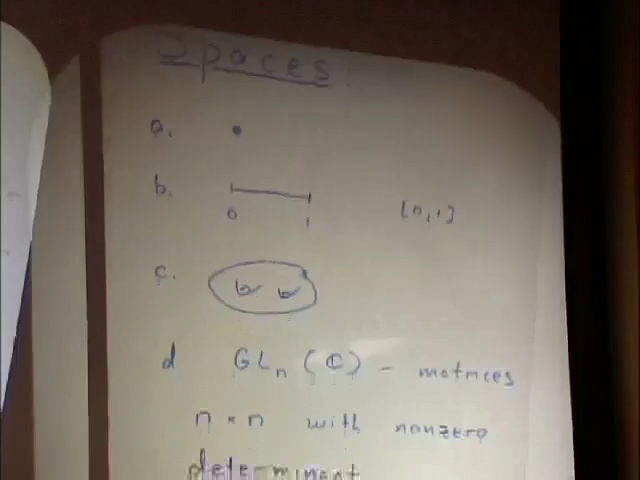 Spaces.
a.
b.
0 1 [0,1]
c.
d GLn (ℂ) - matrices
n × n with nonzero
determinant